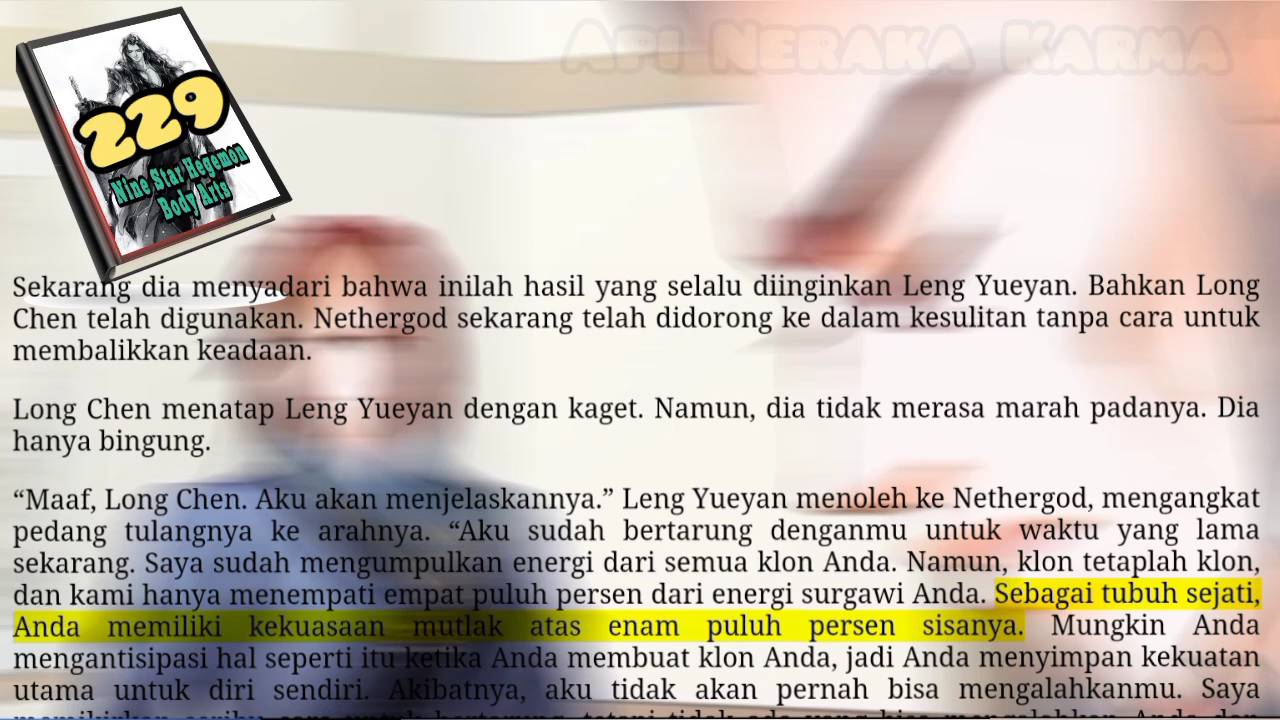 Api Neraka Karma
229
Nine Star Hegemon
Body Arts
Sekarang dia menyadari bahwa inilah hasil yang selalu diinginkan Leng Yueyan. Bahkan Long
Chen telah digunakan. Nethergod sekarang telah didorong ke dalam kesulitan tanpa cara untuk
membalikkan keadaan.
Long Chen menatap Leng Yueyan dengan kaget. Namun, dia tidak merasa marah padanya. Dia
hanya bingung.
“Maaf, Long Chen. Aku akan menjelaskannya.” Leng Yueyan menoleh ke Nethergod, mengangkat
pedang tulangnya ke arahnya. “Aku sudah bertarung denganmu untuk waktu yang lama
sekarang. Saya sudah mengumpulkan energi dari semua klon Anda. Namun, klon tetaplah klon,
dan kami hanya menempati empat puluh persen dari energi surgawi Anda. Sebagai tubuh sejati,
Anda memiliki kekuasaan mutlak atas enam puluh persen sisanya. Mungkin Anda
mengantisipasi hal seperti itu ketika Anda membuat klon Anda, jadi Anda menyimpan kekuatan
utama untuk diri sendiri. Akibatnya, aku tidak akan pernah bisa mengalahkanmu. Saya